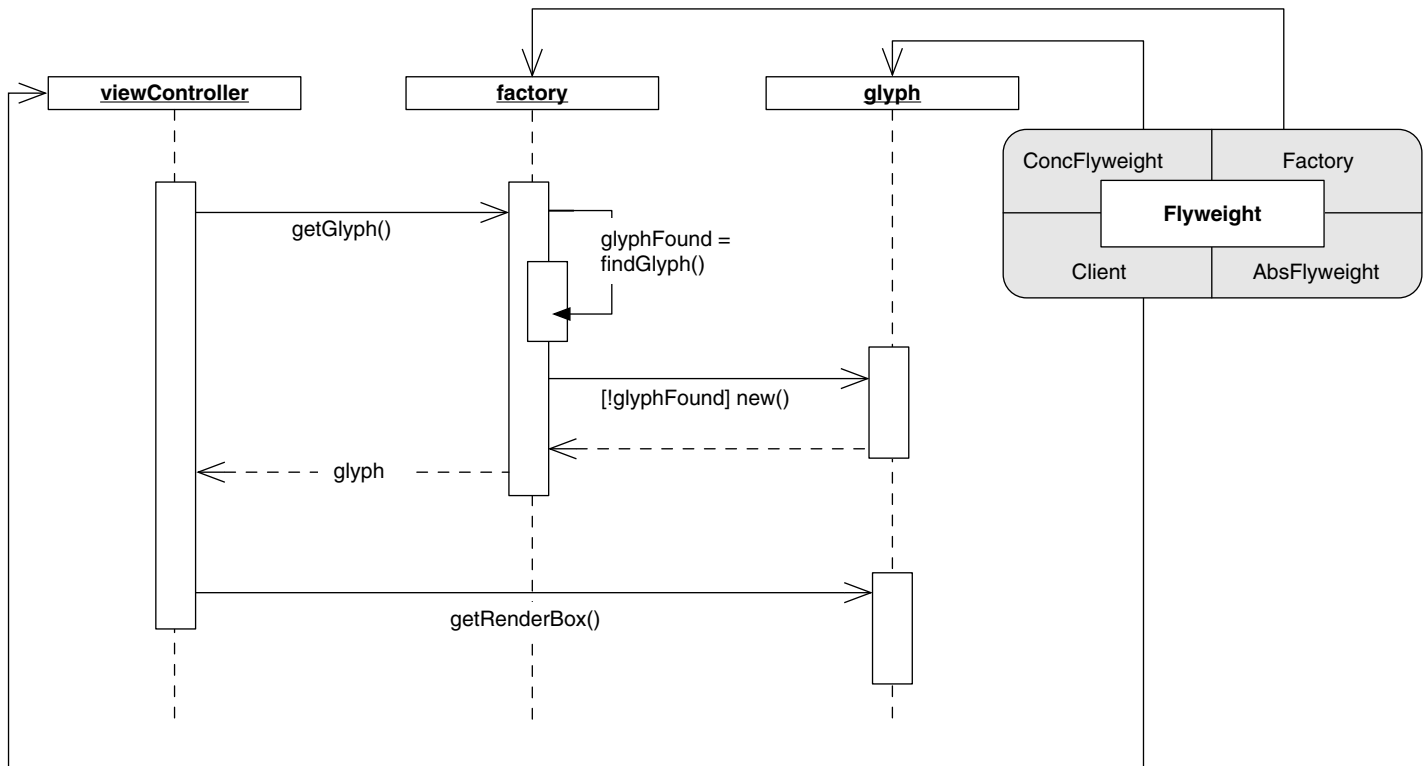 viewController
factory
glyph
ConcFlyweight
Factory
Flyweight
Client
AbsFlyweight
getGlyph()
glyphFound =
findGlyph()
[!glyphFound] new()
glyph
getRenderBox()